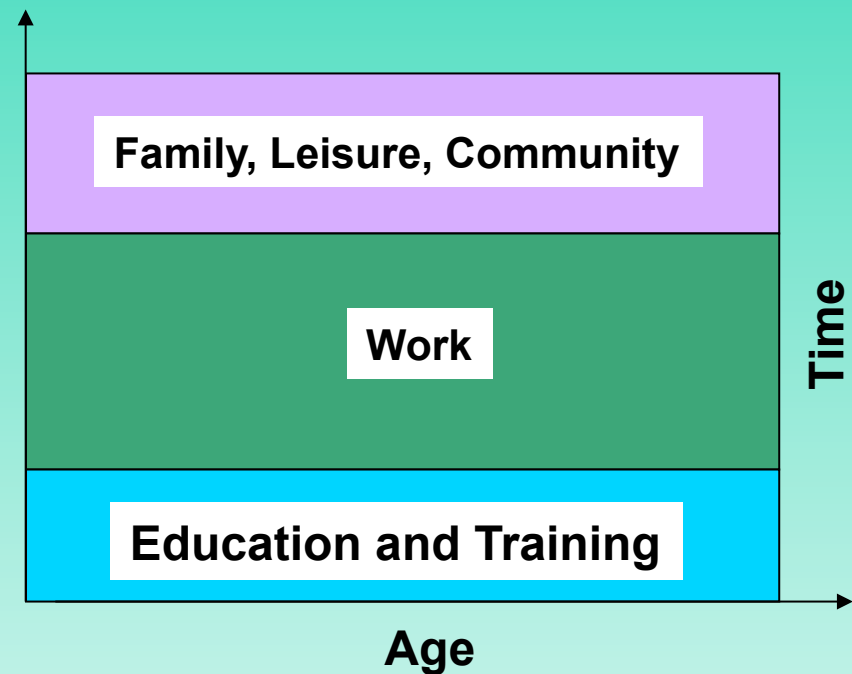 Family, Leisure, Community
Work
Time
Education and Training
Age